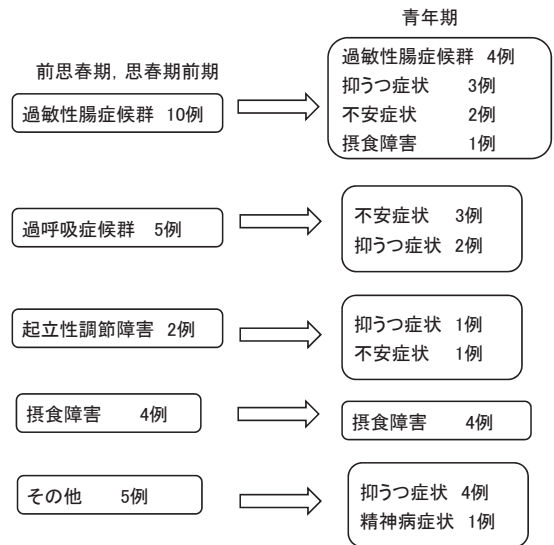 青年期
前思春期, 思春期前期
過敏性腸症候群 10例
過敏性腸症候群 4例
抑うつ症状 3例
不安症状 2例
摂食障害 1例
過呼吸症候群 5例
不安症状 3例
抑うつ症状 2例
起立性調節障害 2例
抑うつ症状 1例
不安症状 1例
摂食障害 4例
摂食障害 4例
その他 5例
抑うつ症状 4例
精神病症状 1例